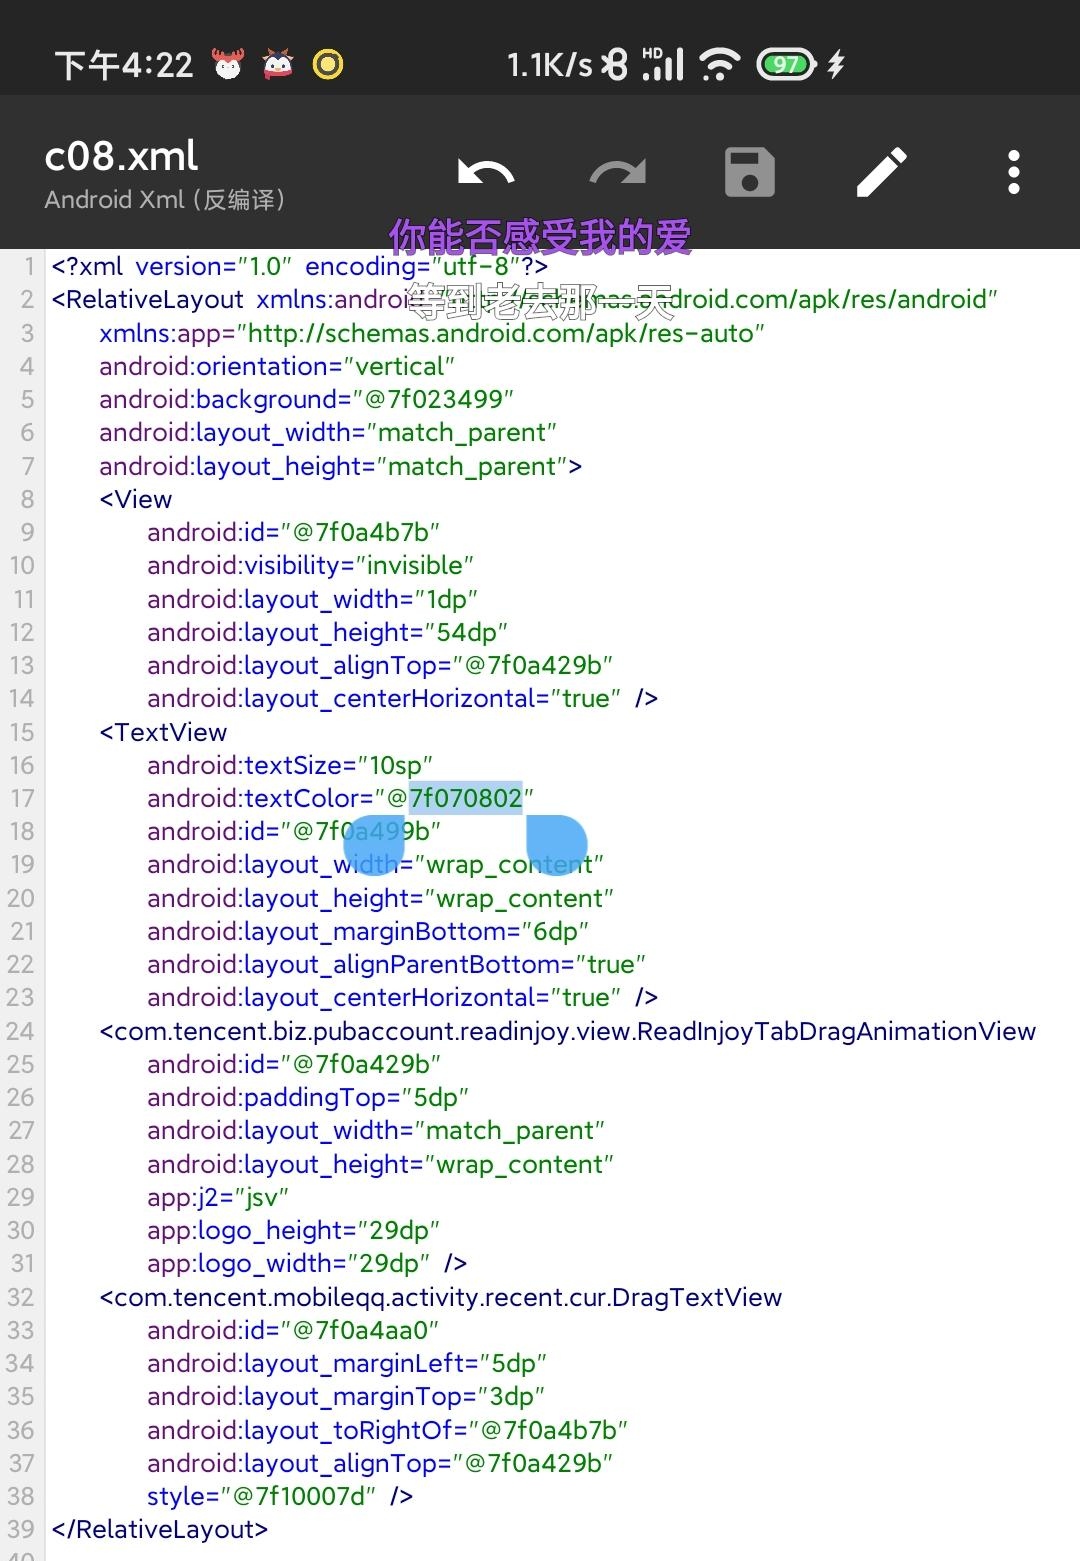 下午4:22
1.1K/s
HD
97
c08.xml
Android Xml (反编译)
你能否感受我的爱
等到老去那一天
1 <?xml version="1.0" encoding="utf-8"?>
2 <RelativeLayout xmlns:android="http://schemas.android.com/apk/res/android"
3 xmlns:app="http://schemas.android.com/apk/res-auto"
4 android:orientation="vertical"
5 android:background="@7f023499"
6 android:layout_width="match_parent"
7 android:layout_height="match_parent">
8 <View
9 android:id="@7f0a4b7b"
10 android:visibility="invisible"
11 android:layout_width="1dp"
12 android:layout_height="54dp"
13 android:layout_alignTop="@7f0a429b"
14 android:layout_centerHorizontal="true" />
15 <TextView
16 android:textSize="10sp"
17 android:textColor="@7f070802"
18 android:id="@7f0a499b"
19 android:layout_width="wrap_content"
20 android:layout_height="wrap_content"
21 android:layout_marginBottom="6dp"
22 android:layout_alignParentBottom="true"
23 android:layout_centerHorizontal="true" />
24 <com.tencent.biz.pubaccount.readinjoy.view.ReadInjoyTabDragAnimationView
25 android:id="@7f0a429b"
26 android:paddingTop="5dp"
27 android:layout_width="match_parent"
28 android:layout_height="wrap_content"
29 app:j2="jsv"
30 app:logo_height="29dp"
31 app:logo_width="29dp" />
32 <com.tencent.mobileqq.activity.recent.cur.DragTextView
33 android:id="@7f0a4aa0"
34 android:layout_marginLeft="5dp"
35 android:layout_marginTop="3dp"
36 android:layout_toRightOf="@7f0a4b7b"
37 android:layout_alignTop="@7f0a429b"
38 style="@7f10007d" />
39 </RelativeLayout>
40